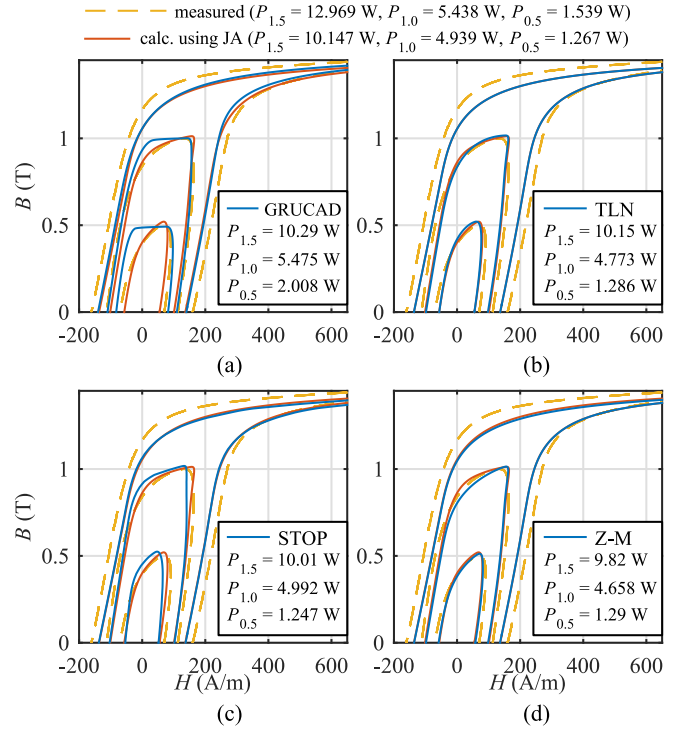 measured (P1.5 = 12.969 W, P1.0 = 5.438 W, P0.5 = 1.539 W)
calc. using JA (P1.5 = 10.147 W, P1.0 = 4.939 W, P0.5 = 1.267 W)
B (T)
1
0.5
0
GRUCAD
P1.5 = 10.29 W
P1.0 = 5.475 W
P0.5 = 2.008 W
-200 0 200 400 600
(a)
1
0.5
0
TLN
P1.5 = 10.15 W
P1.0 = 4.773 W
P0.5 = 1.286 W
-200 0 200 400 600
(b)
B (T)
1
0.5
0
STOP
P1.5 = 10.01 W
P1.0 = 4.992 W
P0.5 = 1.247 W
-200 0 200 400 600
H (A/m)
(c)
1
0.5
0
Z-M
P1.5 = 9.82 W
P1.0 = 4.658 W
P0.5 = 1.29 W
-200 0 200 400 600
H (A/m)
(d)